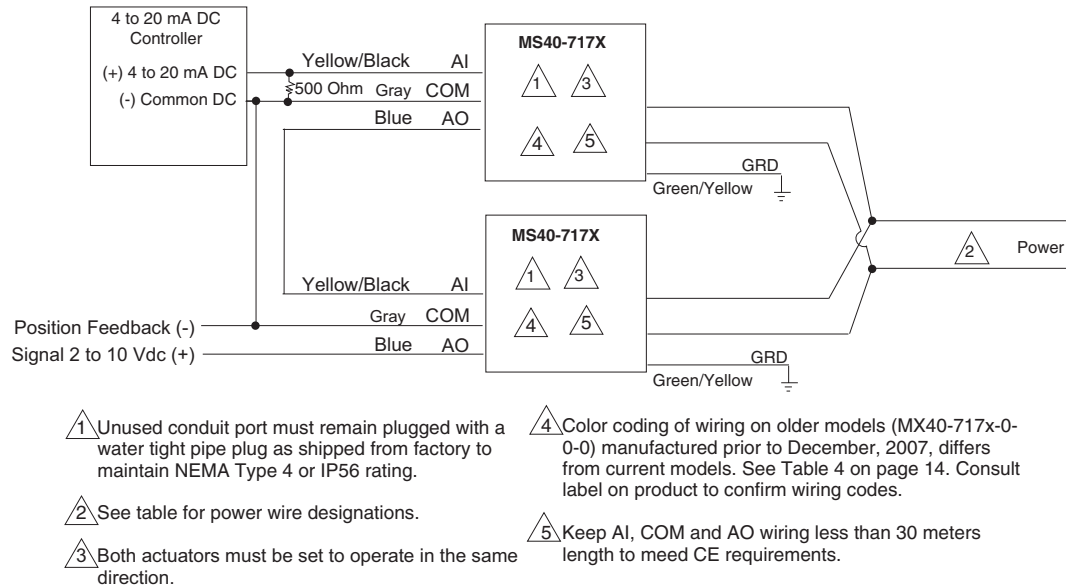 4 to 20 mA DC
Controller
(+) 4 to 20 mA DC
(-) Common DC
Yellow/Black AI
500 Ohm Gray COM
Blue AO
MS40-717X
1 3
4 5
GRD
Green/Yellow
2 Power
MS40-717X
1 3
4 5
Yellow/Black AI
Gray COM
Blue AO
Position Feedback (-)
Signal 2 to 10 Vdc (+)
GRD
Green/Yellow
1 Unused conduit port must remain plugged with a
water tight pipe plug as shipped from factory to
maintain NEMA Type 4 or IP56 rating.
2 See table for power wire designations.
3 Both actuators must be set to operate in the same
direction.
4 Color coding of wiring on older models (MX40-717x-0-
0-0) manufactured prior to December, 2007, differs
from current models. See Table 4 on page 14. Consult
label on product to confirm wiring codes.
5 Keep AI, COM and AO wiring less than 30 meters
length to meed CE requirements.